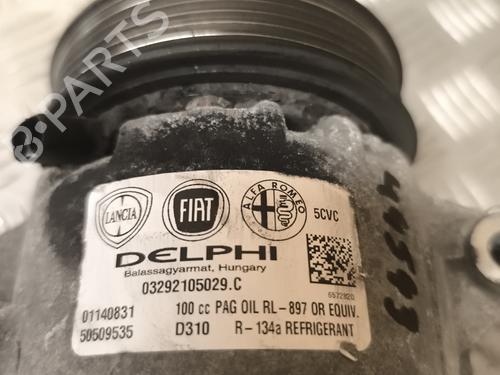 LANCIA
FIAT
ALFA ROMEO
5CVC
DELPHI
Balassagyarmat, Hungary
03292105029.C
6572820
01140831
100 cc PAG OIL RL-897 OR EQUIV.
50509535
D310
R-134a REFRIGERANT
B-PARTS